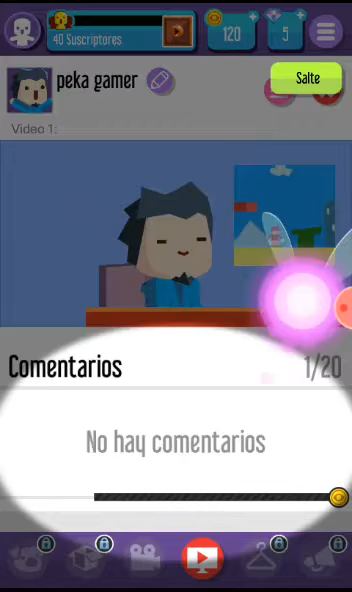 40 Suscriptores
120
5
peka gamer
Salte
Video 1:
Comentarios
1/20
No hay comentarios